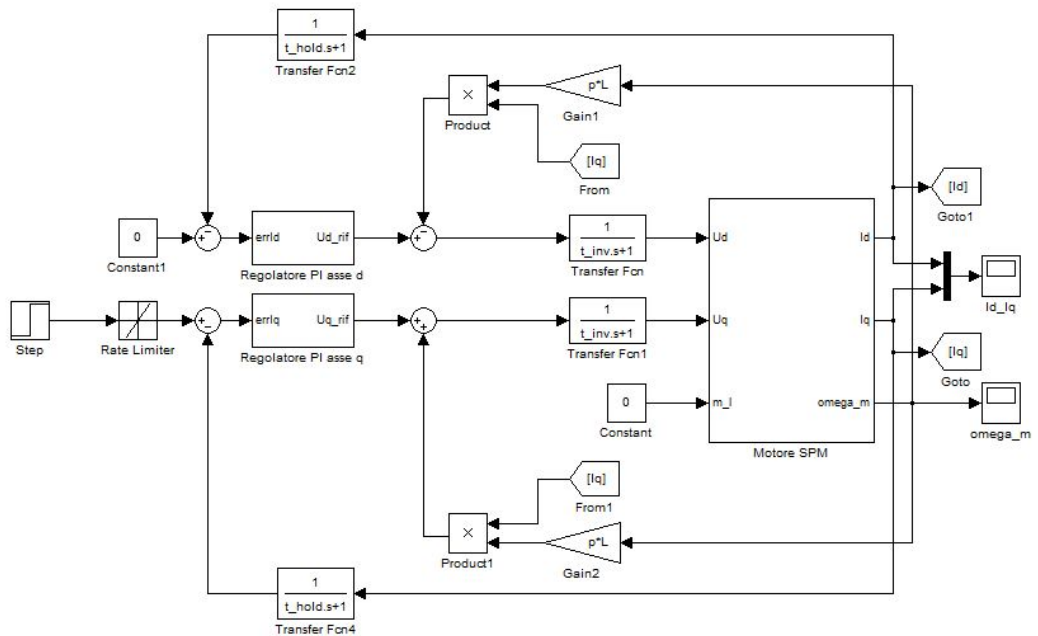 1
t_hold.s+1
Transfer Fcn2
p*L
Gain1
×
Product
[Iq]
From
[Id]
Goto1
0
Constant1
errId
Ud_rif
Regolatore PI asse d
1
t_inv.s+1
Transfer Fcn
Ud
Id
Id_Iq
Step
Rate Limiter
errIq
Uq_rif
Regolatore PI asse q
1
t_inv.s+1
Transfer Fcn1
Uq
Iq
[Iq]
Goto
0
Constant
m_l
omega_m
Motore SPM
omega_m
[Iq]
From1
×
Product1
p*L
Gain2
1
t_hold.s+1
Transfer Fcn4